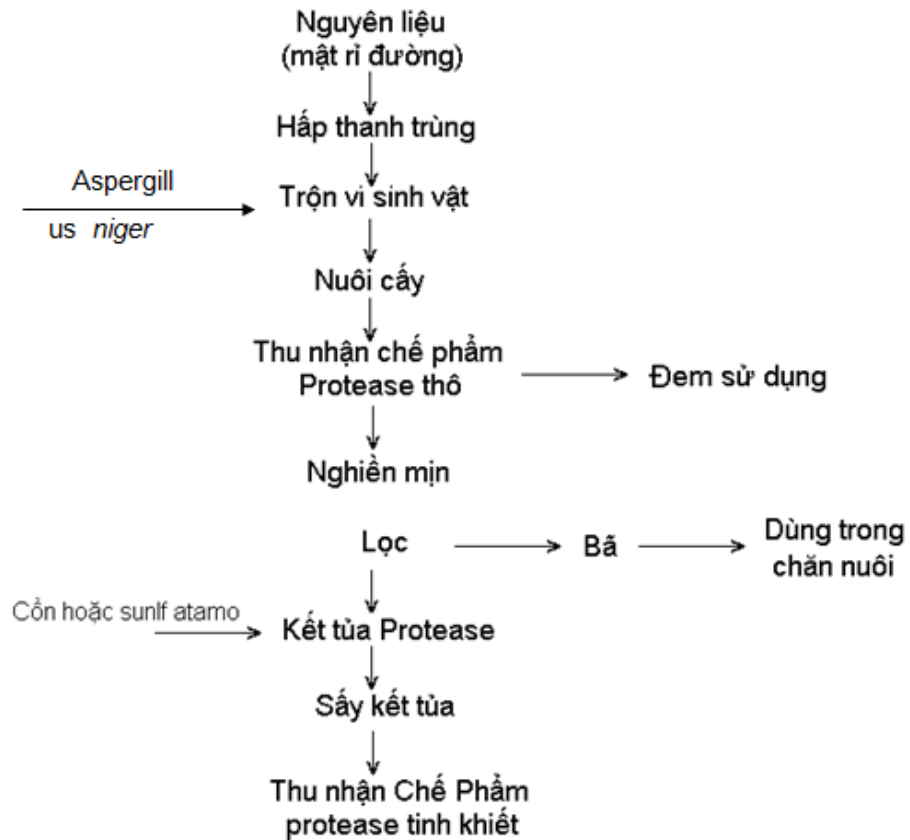 Nguyên liệu
(mật rỉ đường)
Hấp thanh trùng
Aspergill
us niger
Trộn vi sinh vật
Nuôi cấy
Thu nhận chế phẩm
Protease thô
Đem sử dụng
Nghiền mịn
Lọc
Bã
Dùng trong
chăn nuôi
Cồn hoặc sunlf atamo
Kết tủa Protease
Sấy kết tủa
Thu nhận Chế Phẩm
protease tinh khiết